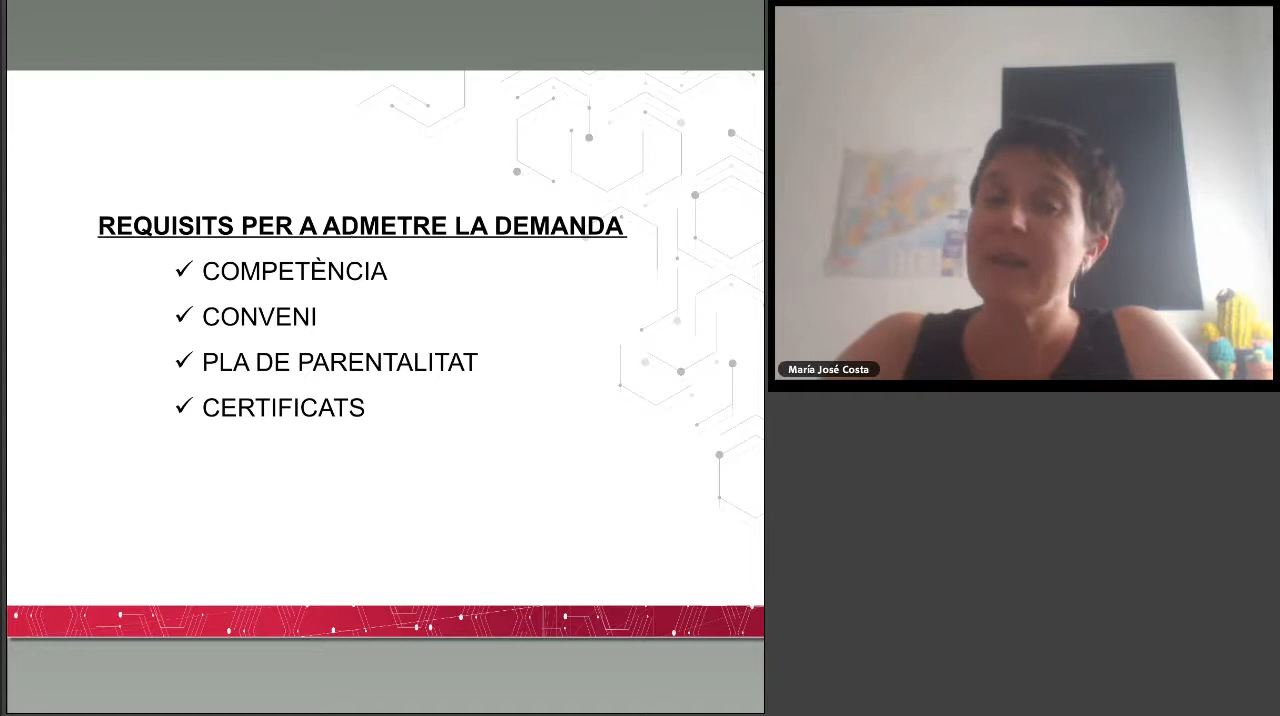 REQUISITS PER A ADMETRE LA DEMANDA
✓ COMPETÈNCIA
✓ CONVENI
✓ PLA DE PARENTALITAT
✓ CERTIFICATS
María José Costa